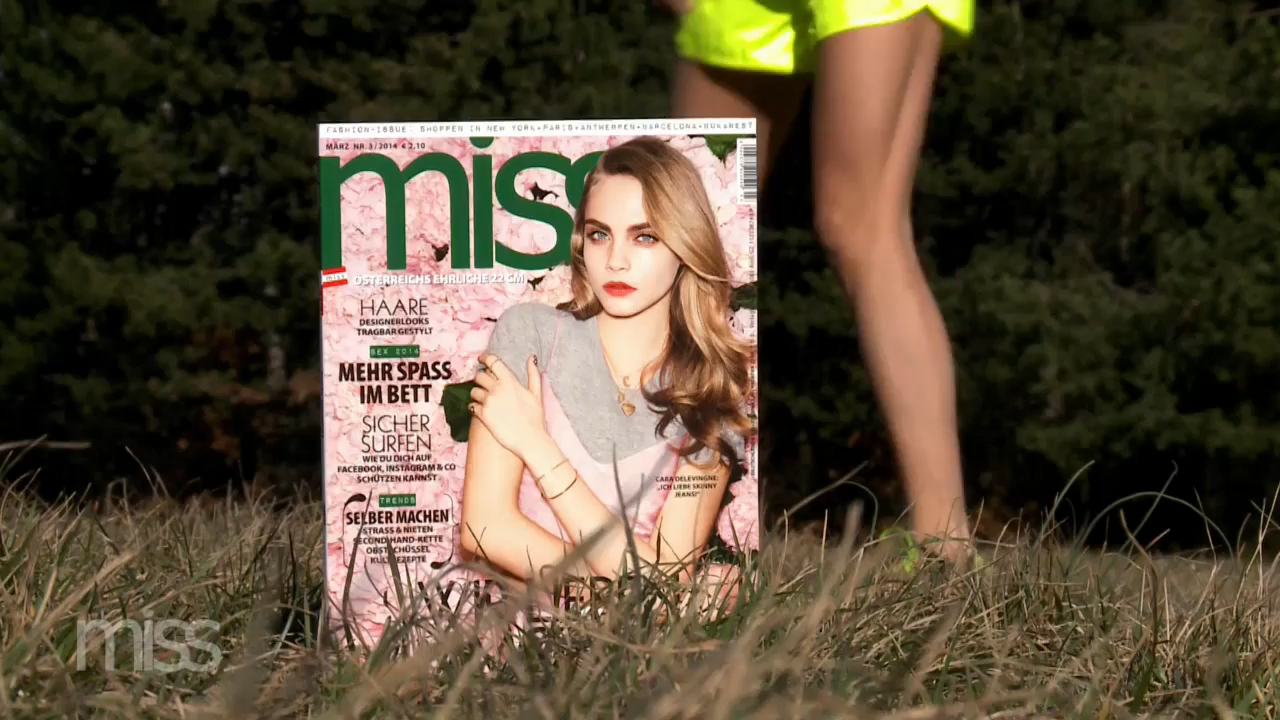 FASHION-ISSUE: SHOPPEN IN NEW YORK•PARIS•ANTWERPEN•BARCELONA•BUKAREST
MÄRZ NR.3/2014 € 2,10
miss
miss
ÖSTERREICHS EHRLICHE 22 CM
HAARE
DESIGNERLOOKS
TRAGBAR GESTYLT
SEX 2014
MEHR SPASS
IM BETT
SICHER
SURFEN
WIE DU DICH AUF
FACEBOOK, INSTAGRAM & CO
SCHÜTZEN KANNST
CARA DELEVINGNE:
„ICH LIEBE SKINNY
JEANS!“
TRENDS
SELBER MACHEN
STRASS & NIETEN
SECOND-HAND-KETTE
OBSTSCHÜSSEL
KULTREZEPTE
miss